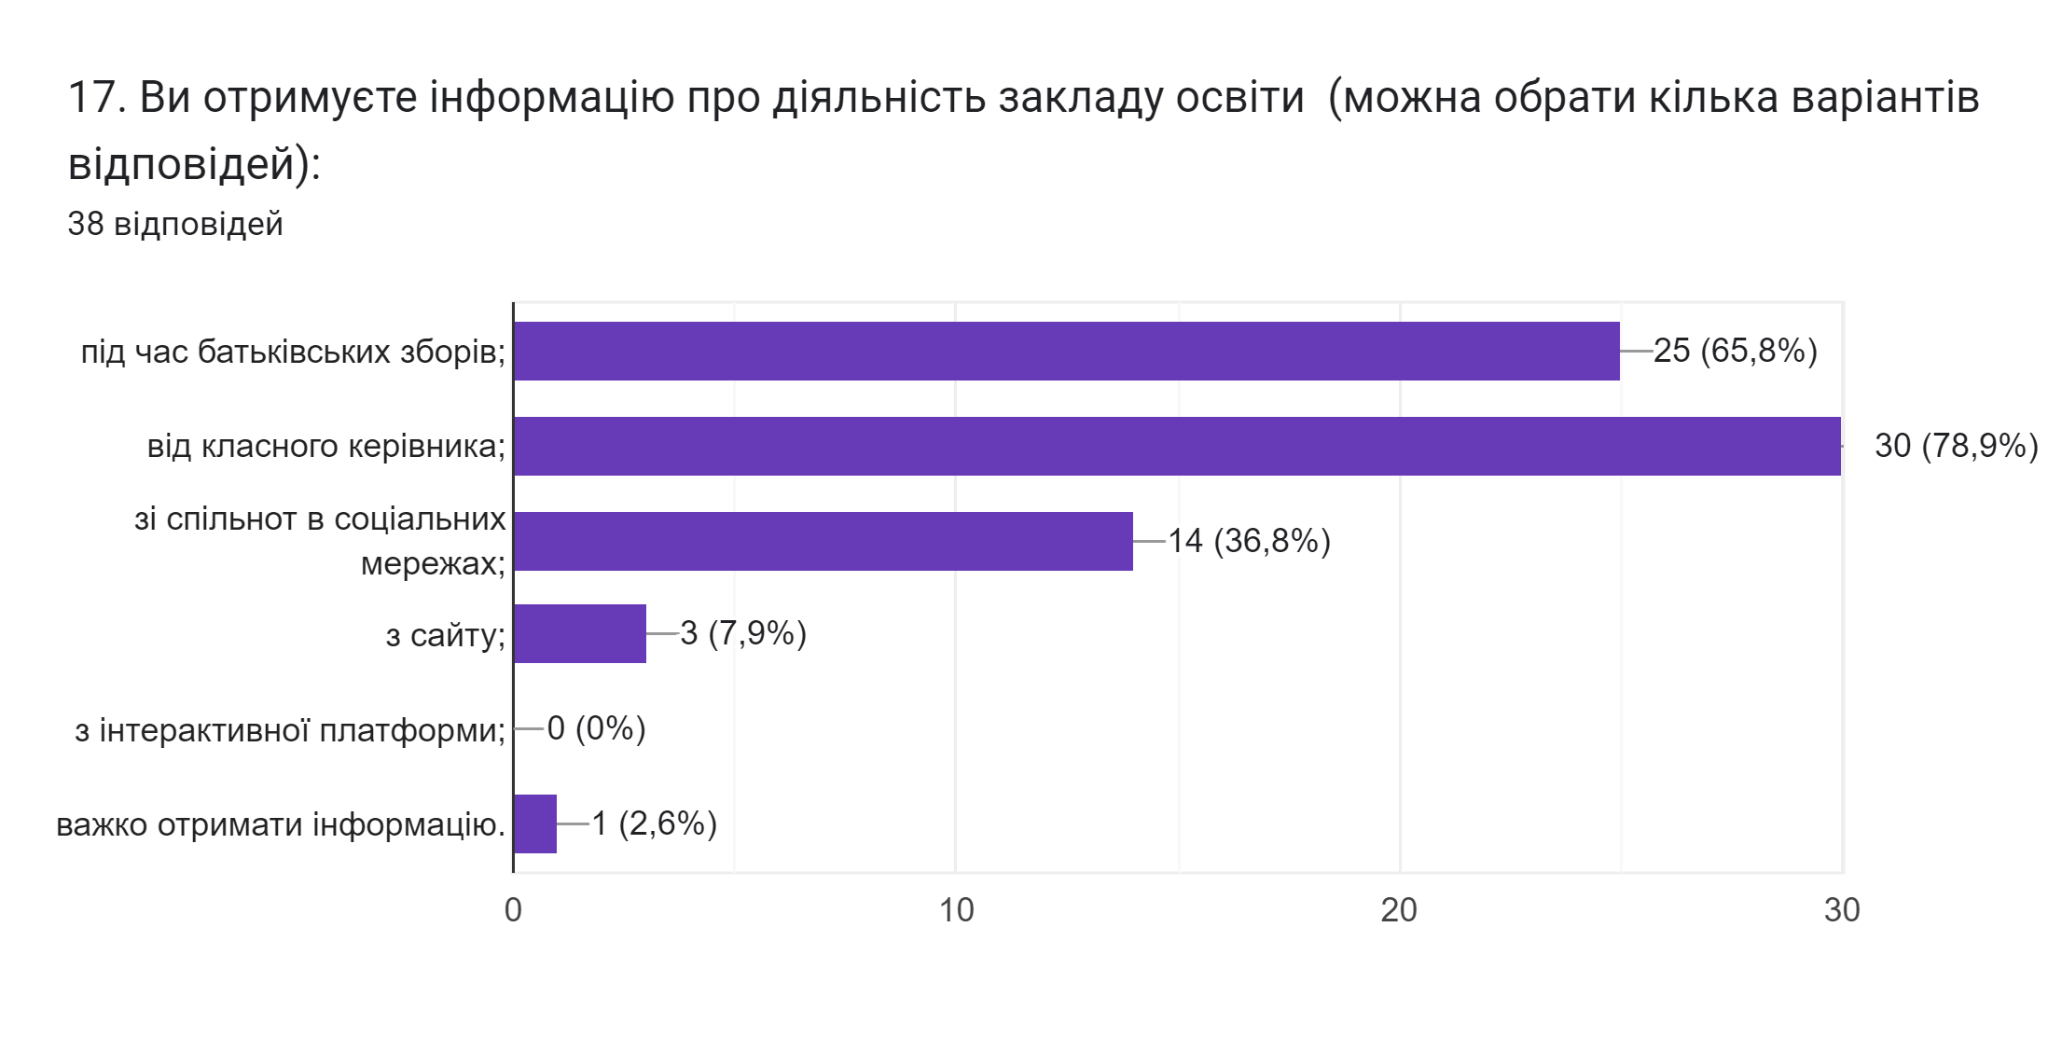 17. Ви отримуєте інформацію про діяльність закладу освіти  (можна обрати кілька варіантів
відповідей):
38 відповідей
під час батьківських зборів;
25 (65,8%)
від класного керівника;
30 (78,9%)
зі спільнот в соціальних
мережах;
14 (36,8%)
з сайту;
3 (7,9%)
з інтерактивної платформи;
0 (0%)
важко отримати інформацію.
1 (2,6%)
0
10
20
30